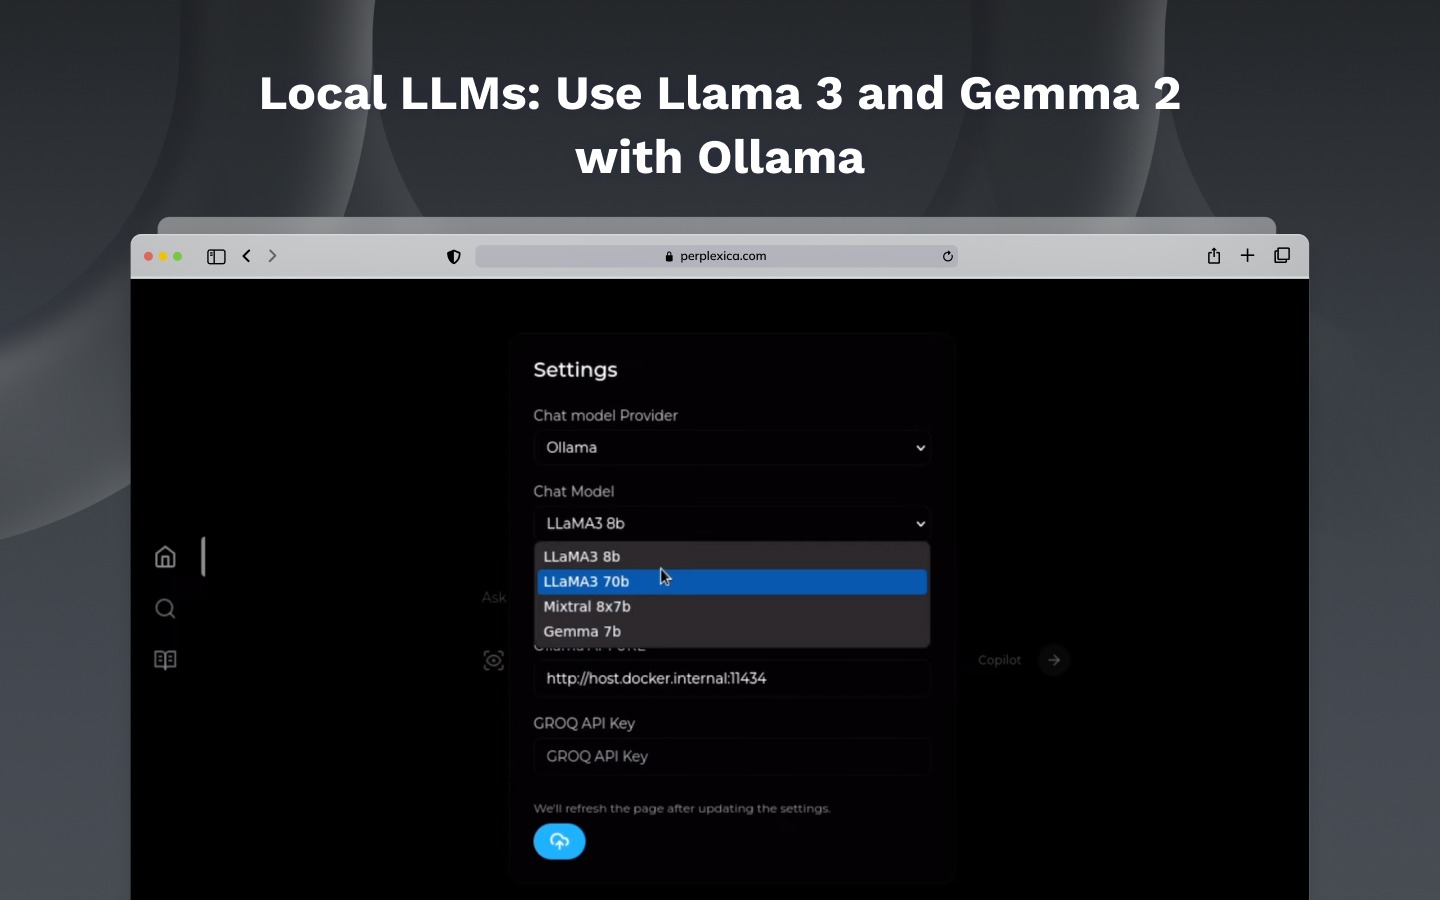 Local LLMs: Use Llama 3 and Gemma 2
with Ollama
perplexica.com
Settings
Chat model Provider
Ollama
Chat Model
LLaMA3 8b
LLaMA3 8b
LLaMA3 70b
Mixtral 8x7b
Gemma 7b
Ask
Copilot
http://host.docker.internal:11434
GROQ API Key
GROQ API Key
We'll refresh the page after updating the settings.